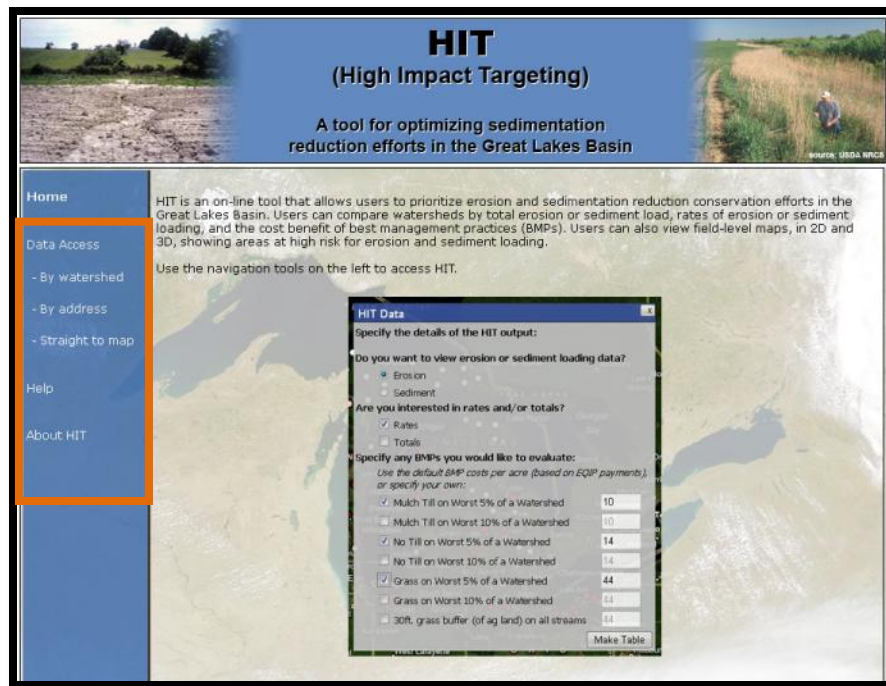 HIT
(High Impact Targeting)
A tool for optimizing sedimentation
reduction efforts in the Great Lakes Basin
source: USDA NRCS
Home
Data Access
- By watershed
- By address
- Straight to map
Help
About HIT
HIT is an on-line tool that allows users to prioritize erosion and sedimentation reduction conservation efforts in the
Great Lakes Basin. Users can compare watersheds by total erosion or sediment load, rates of erosion or sediment
loading, and the cost benefit of best management practices (BMPs). Users can also view field-level maps, in 2D and
3D, showing areas at high risk for erosion and sediment loading.
Use the navigation tools on the left to access HIT.
HIT Data
x
Specify the details of the HIT output:
Do you want to view erosion or sediment loading data?
Erosion
Sediment
Are you interested in rates and/or totals?
Rates
Totals
Specify any BMPs you would like to evaluate:
Use the default BMP costs per acre (based on EQIP payments),
or specify your own:
Mulch Till on Worst 5% of a Watershed 10
Mulch Till on Worst 10% of a Watershed 10
No Till on Worst 5% of a Watershed 14
No Till on Worst 10% of a Watershed 14
Grass on Worst 5% of a Watershed 44
Grass on Worst 10% of a Watershed 44
30ft. grass buffer (of ag land) on all streams 44
Make Table
West Lafayette